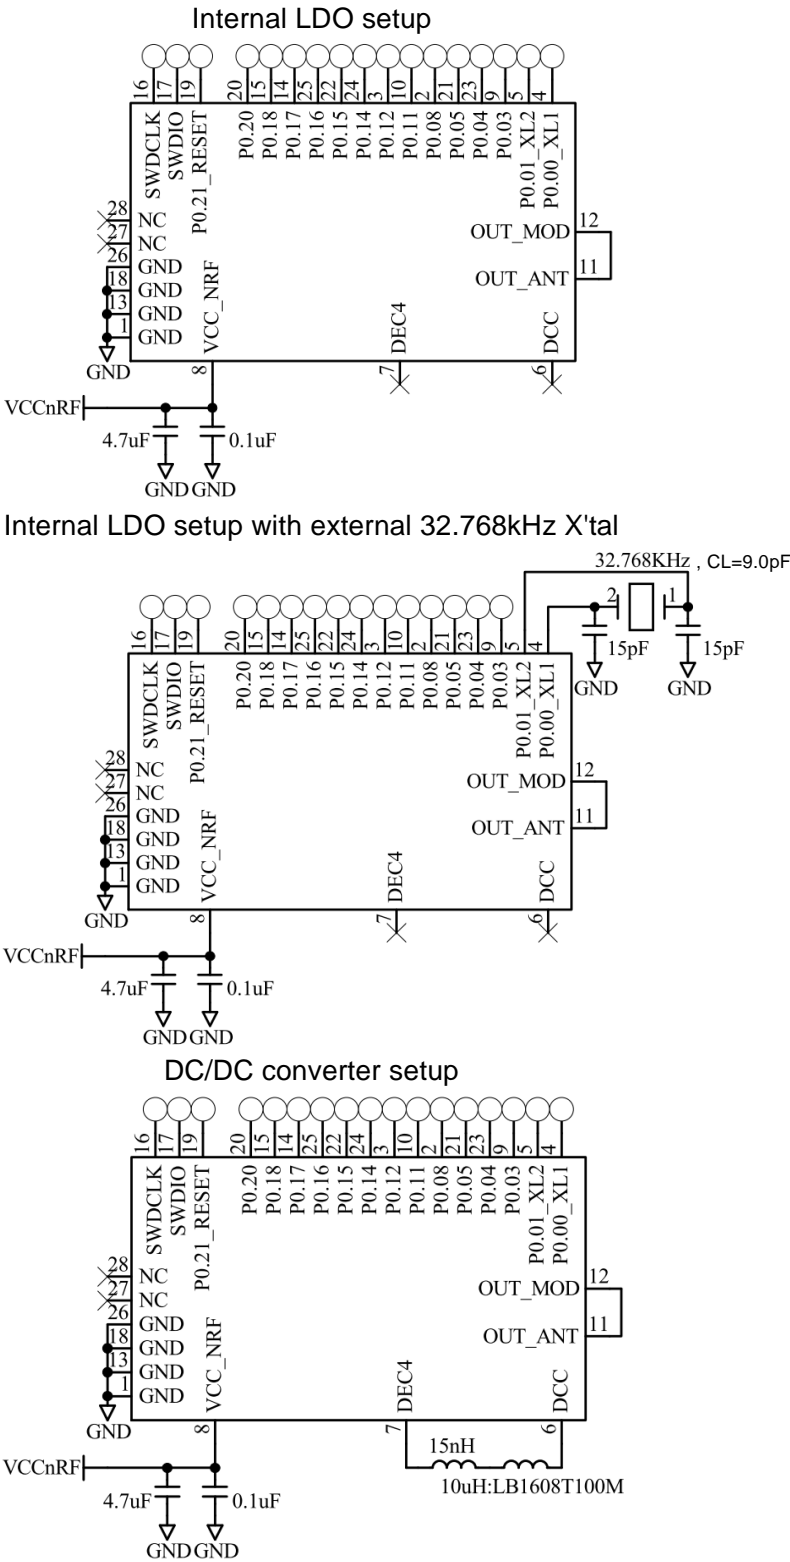 Internal LDO setup
16 17 19 20 15 14 25 22 24 3 10 2 21 23 9 5 4
SWDCLK SWDIO P0.21_RESET P0.20 P0.18 P0.17 P0.16 P0.15 P0.14 P0.12 P0.11 P0.08 P0.05 P0.04 P0.03 P0.01_XL2 P0.00_XL1
28 NC
27 NC
26 GND
18 GND
13 GND
1 GND
GND
OUT_MOD 12
OUT_ANT 11
VCC_NRF DEC4 DCC
8 7 6
VCCnRF
4.7uF 0.1uF
GND GND
Internal LDO setup with external 32.768kHz X'tal
32.768KHz , CL=9.0pF
2 1
15pF 15pF
GND GND
16 17 19 20 15 14 25 22 24 3 10 2 21 23 9 5 4
SWDCLK SWDIO P0.21_RESET P0.20 P0.18 P0.17 P0.16 P0.15 P0.14 P0.12 P0.11 P0.08 P0.05 P0.04 P0.03 P0.01_XL2 P0.00_XL1
28 NC
27 NC
26 GND
18 GND
13 GND
1 GND
GND
OUT_MOD 12
OUT_ANT 11
VCC_NRF DEC4 DCC
8 7 6
VCCnRF
4.7uF 0.1uF
GND GND
DC/DC converter setup
16 17 19 20 15 14 25 22 24 3 10 2 21 23 9 5 4
SWDCLK SWDIO P0.21_RESET P0.20 P0.18 P0.17 P0.16 P0.15 P0.14 P0.12 P0.11 P0.08 P0.05 P0.04 P0.03 P0.01_XL2 P0.00_XL1
28 NC
27 NC
26 GND
18 GND
13 GND
1 GND
GND
OUT_MOD 12
OUT_ANT 11
VCC_NRF DEC4 DCC
8 7 6
15nH
10uH:LB1608T100M
VCCnRF
4.7uF 0.1uF
GND GND